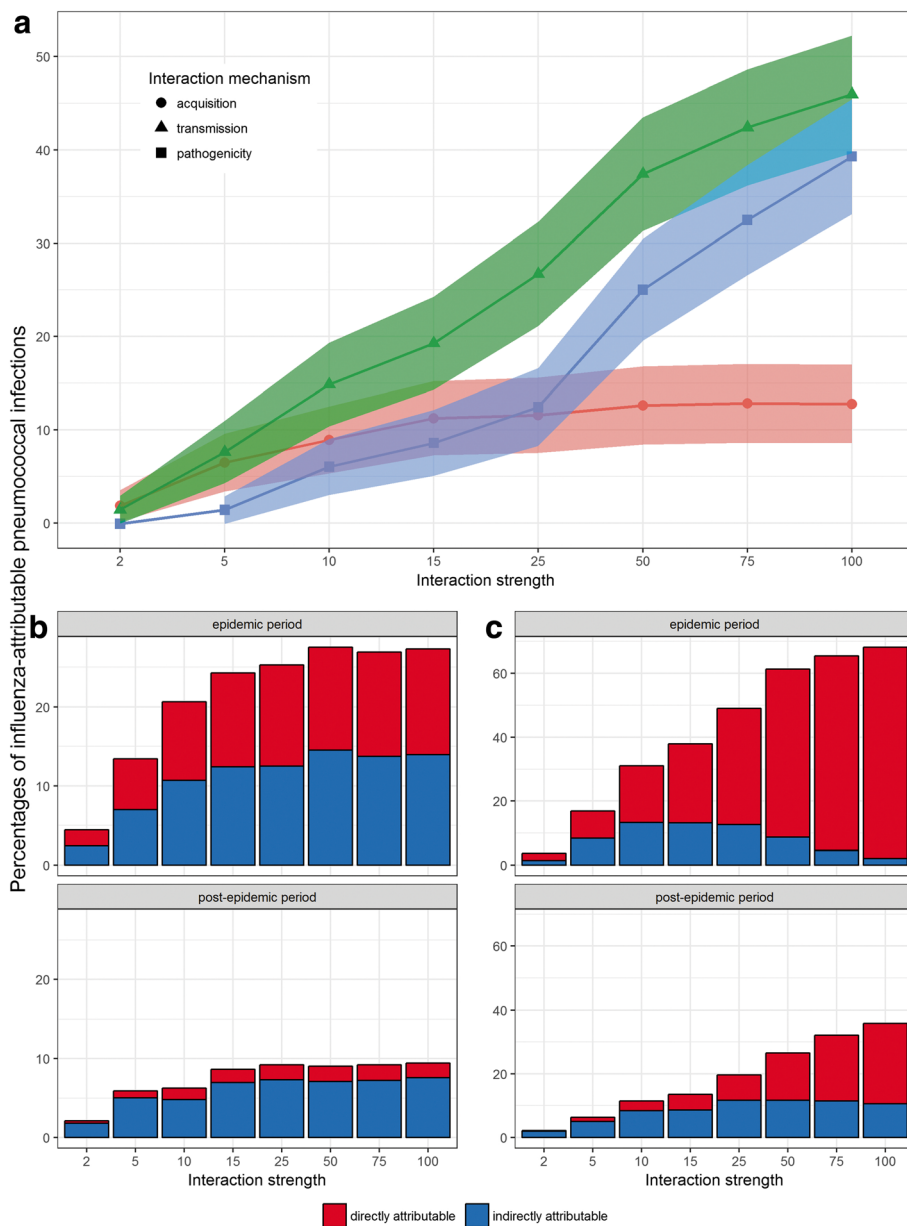 a
50
40
30
20
10
0
Interaction mechanism
acquisition
transmission
pathogenicity
2 5 10 15 25 50 75 100
Interaction strength
Percentages of influenza-attributable pneumococcal infections
b
epidemic period
20
10
0
post-epidemic period
20
10
0
2 5 10 15 25 50 75 100
Interaction strength
c
epidemic period
60
40
20
0
post-epidemic period
60
40
20
0
2 5 10 15 25 50 75 100
Interaction strength
directly attributable indirectly attributable